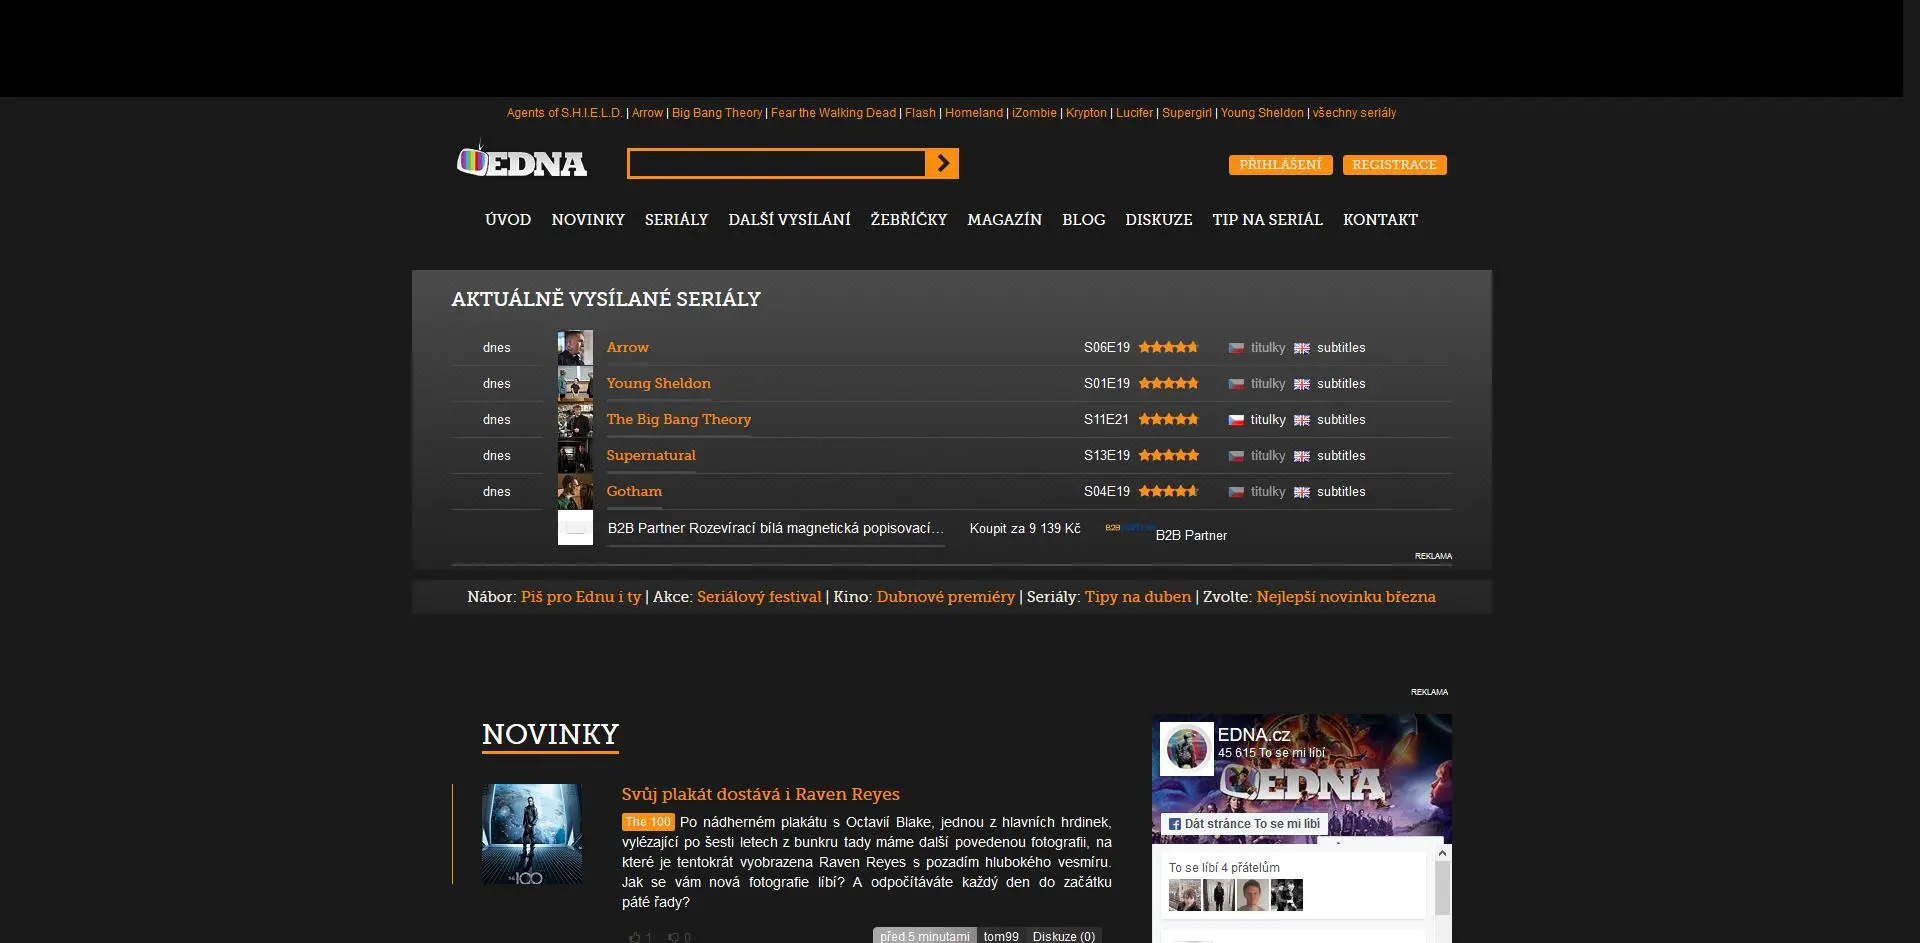 Agents of S.H.I.E.L.D. | Arrow | Big Bang Theory | Fear the Walking Dead | Flash | Homeland | iZombie | Krypton | Lucifer | Supergirl | Young Sheldon | všechny seriály
EDNA
PŘIHLÁŠENÍ REGISTRACE
ÚVOD NOVINKY SERIÁLY DALŠÍ VYSÍLÁNÍ ŽEBŘÍČKY MAGAZÍN BLOG DISKUZE TIP NA SERIÁL KONTAKT
AKTUÁLNĚ VYSÍLANÉ SERIÁLY
dnes Arrow S06E19 titulky subtitles
dnes Young Sheldon S01E19 titulky subtitles
dnes The Big Bang Theory S11E21 titulky subtitles
dnes Supernatural S13E19 titulky subtitles
dnes Gotham S04E19 titulky subtitles
B2B Partner Rozevírací bílá magnetická popisovací... Koupit za 9 139 Kč B2B partner B2B Partner
REKLAMA
Nábor: Piš pro Ednu i ty | Akce: Seriálový festival | Kino: Dubnové premiéry | Seriály: Tipy na duben | Zvolte: Nejlepší novinku března
REKLAMA
NOVINKY
Svůj plakát dostává i Raven Reyes
The 100 Po nádherném plakátu s Octavií Blake, jednou z hlavních hrdinek,
vylézající po šesti letech z bunkru tady máme další povedenou fotografii, na
které je tentokrát vyobrazena Raven Reyes s pozadím hlubokého vesmíru.
Jak se vám nová fotografie líbí? A odpočítáváte každý den do začátku
páté řady?
THE 100
1 0
před 5 minutami tom99 Diskuze (0)
EDNA.cz
45 615 To se mi líbí
EDNA
Dát stránce To se mi líbí
To se líbí 4 přátelům